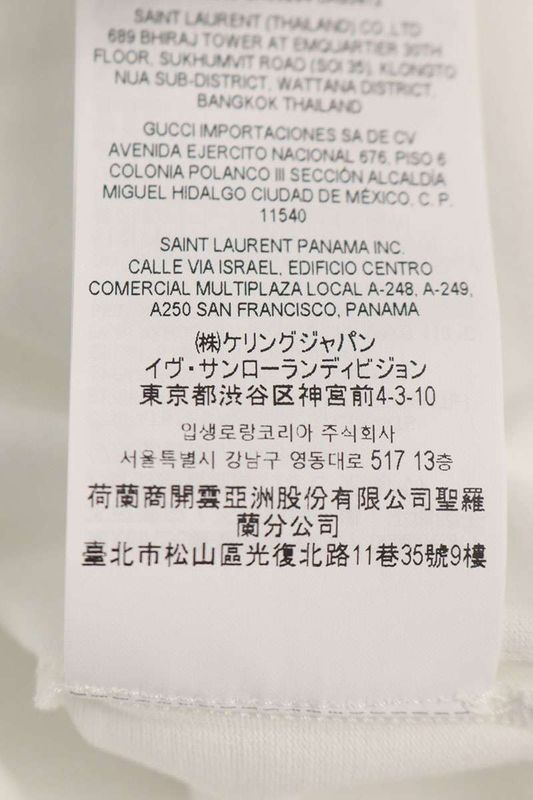 SAINT LAURENT (THAILAND) CO.,LTD
689 BHIRAJ TOWER AT EMQUARTIER 30TH
FLOOR, SUKHUMVIT ROAD (SOI 35), KLONGTO
NUA SUB-DISTRICT, WATTANA DISTRICT,
BANGKOK THAILAND
GUCCI IMPORTACIONES SA DE CV
AVENIDA EJERCITO NACIONAL 676, PISO 6
COLONIA POLANCO III SECCIÓN ALCALDÍA
MIGUEL HIDALGO CIUDAD DE MÉXICO, C. P.
11540
SAINT LAURENT PANAMA INC.
CALLE VIA ISRAEL, EDIFICIO CENTRO
COMERCIAL MULTIPLAZA LOCAL A-248, A-249,
A250 SAN FRANCISCO, PANAMA
㈱ケリングジャパン
イヴ・サンローランディビジョン
東京都渋谷区神宮前4-3-10
입생로랑코리아 주식회사
서울특별시 강남구 영동대로 517 13층
荷蘭商開雲亞洲股份有限公司聖羅
蘭分公司
臺北市松山區光復北路11巷35號9樓